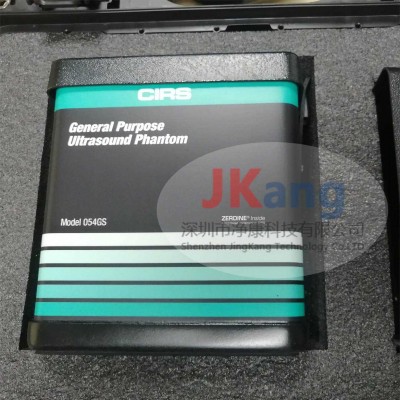 CIRS
General Purpose
Ultrasound Phantom
JKang
深圳市净康科技有限公司
Shenzhen JingKang Technology Co.,LTD
Model 054GS
ZERDINE® Inside